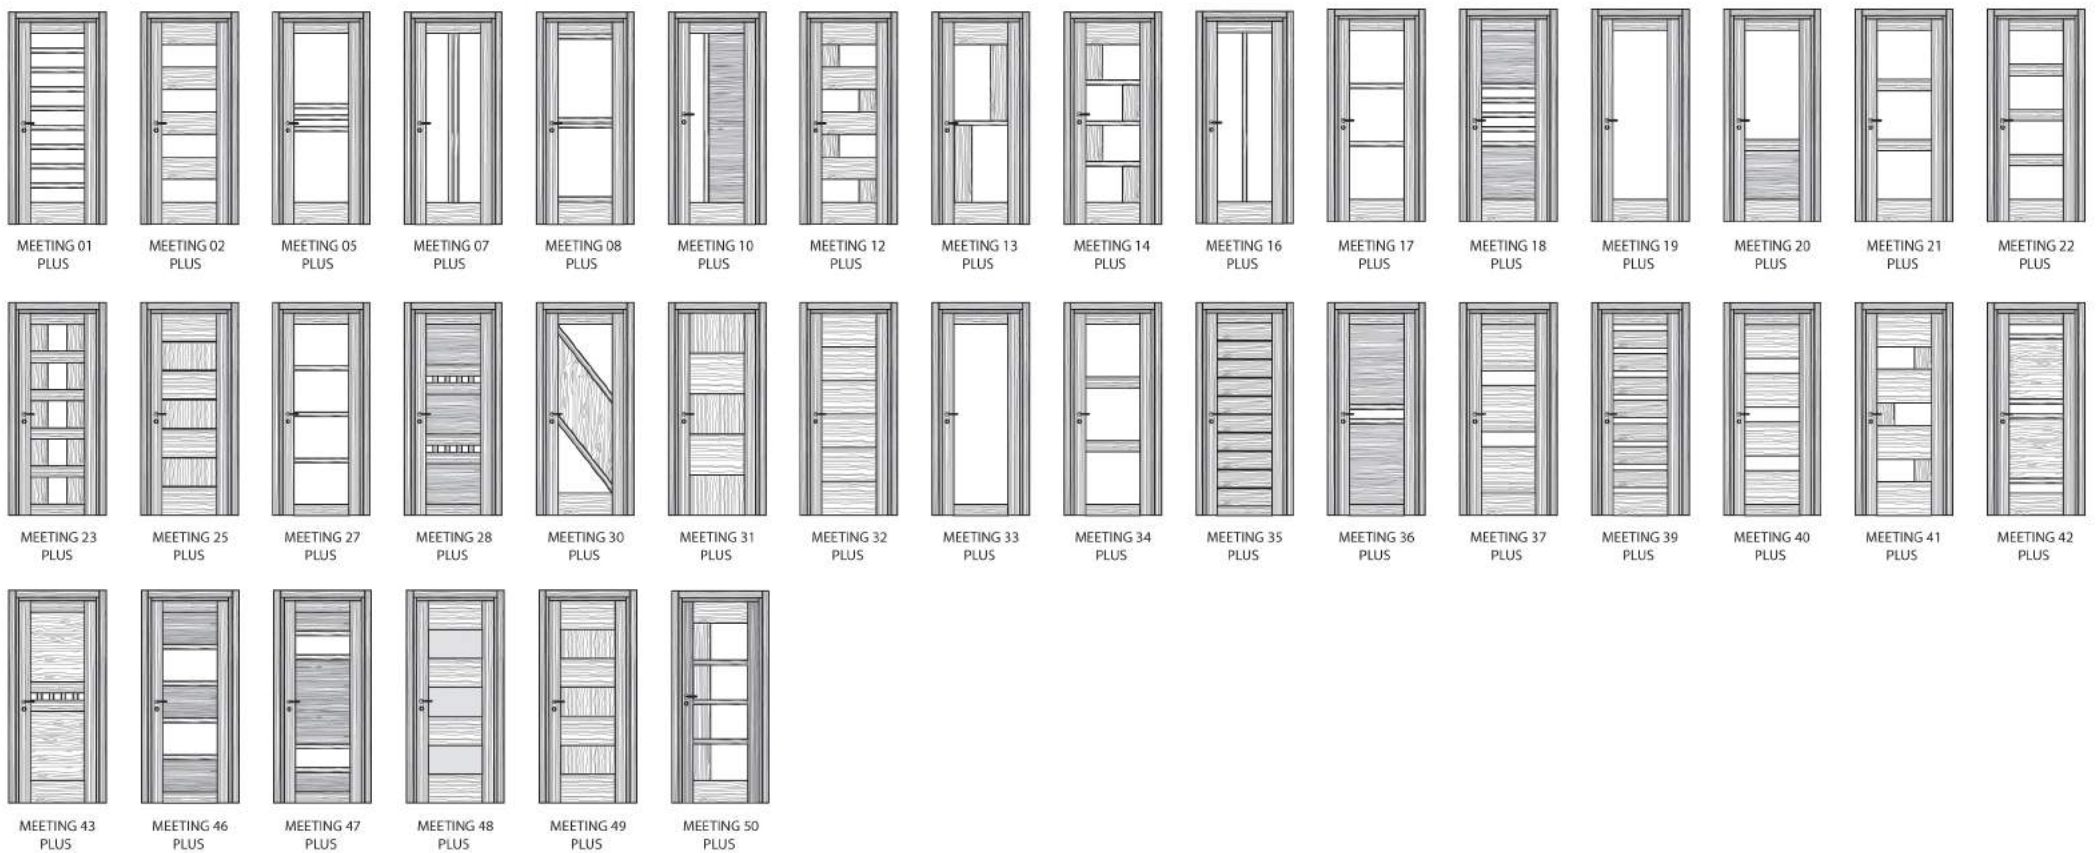 MEETING 01
PLUS
MEETING 02
PLUS
MEETING 05
PLUS
MEETING 07
PLUS
MEETING 08
PLUS
MEETING 10
PLUS
MEETING 12
PLUS
MEETING 13
PLUS
MEETING 14
PLUS
MEETING 16
PLUS
MEETING 17
PLUS
MEETING 18
PLUS
MEETING 19
PLUS
MEETING 20
PLUS
MEETING 21
PLUS
MEETING 22
PLUS
MEETING 23
PLUS
MEETING 25
PLUS
MEETING 27
PLUS
MEETING 28
PLUS
MEETING 30
PLUS
MEETING 31
PLUS
MEETING 32
PLUS
MEETING 33
PLUS
MEETING 34
PLUS
MEETING 35
PLUS
MEETING 36
PLUS
MEETING 37
PLUS
MEETING 39
PLUS
MEETING 40
PLUS
MEETING 41
PLUS
MEETING 42
PLUS
MEETING 43
PLUS
MEETING 46
PLUS
MEETING 47
PLUS
MEETING 48
PLUS
MEETING 49
PLUS
MEETING 50
PLUS